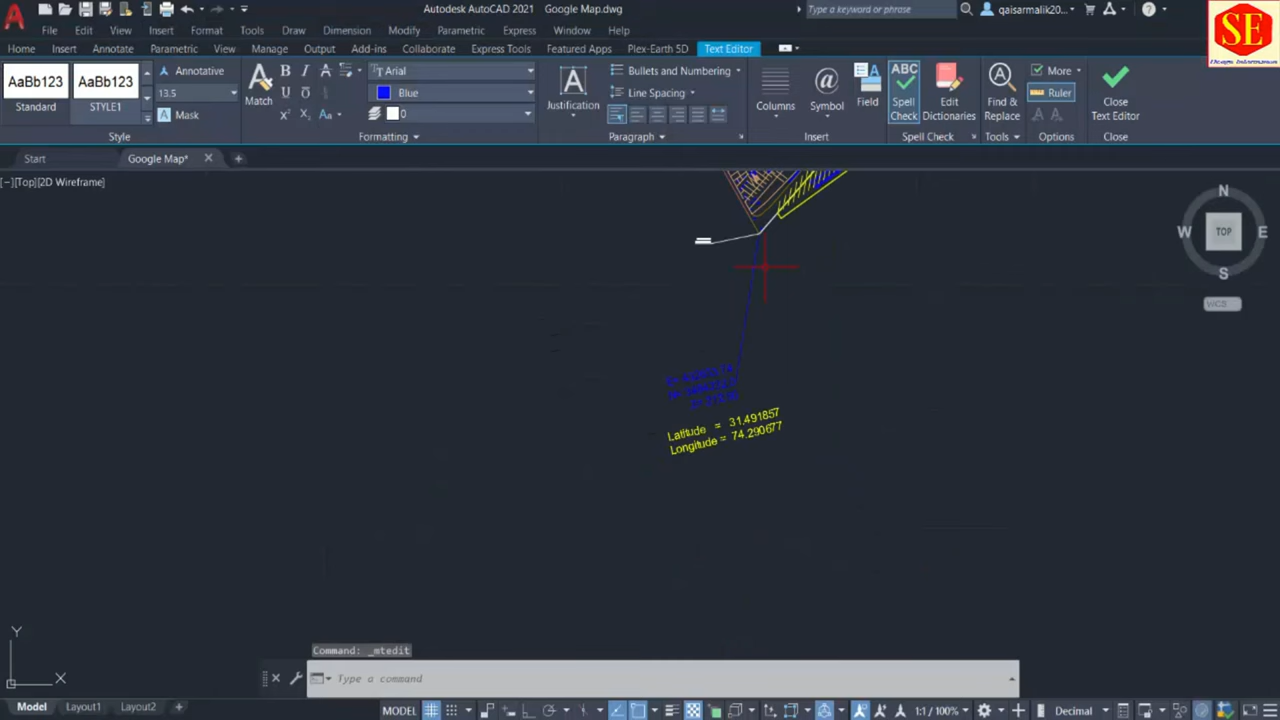 Autodesk AutoCAD 2021 Google Map.dwg
Type a keyword or phrase
qaisarmalik20...
SE
File Edit View Insert Format Tools Draw Dimension Modify Parametric Express Window Help
Home Insert Annotate Parametric View Manage Output Add-ins Collaborate Express Tools Featured Apps Plex-Earth 5D Text Editor
AaBb123
AaBb123
Standard
STYLE1
Annotative
13.5
Mask
Style
Match
Arial
Blue
0
Formatting
Justification
Bullets and Numbering
Line Spacing
Paragraph
Columns
Symbol
Field
Insert
ABC
Spell
Check
Edit
Dictionaries
Spell Check
Find &
Replace
Tools
More
Ruler
Options
Close
Text Editor
Close
Start
Google Map*
[−][Top][2D Wireframe]
N
W TOP E
S
WCS
Latitude = 31.491857
Longitude = 74.290677
Y
X
Command: _mtedit
Type a command
Model Layout1 Layout2
MODEL
1:1 / 100%
Decimal